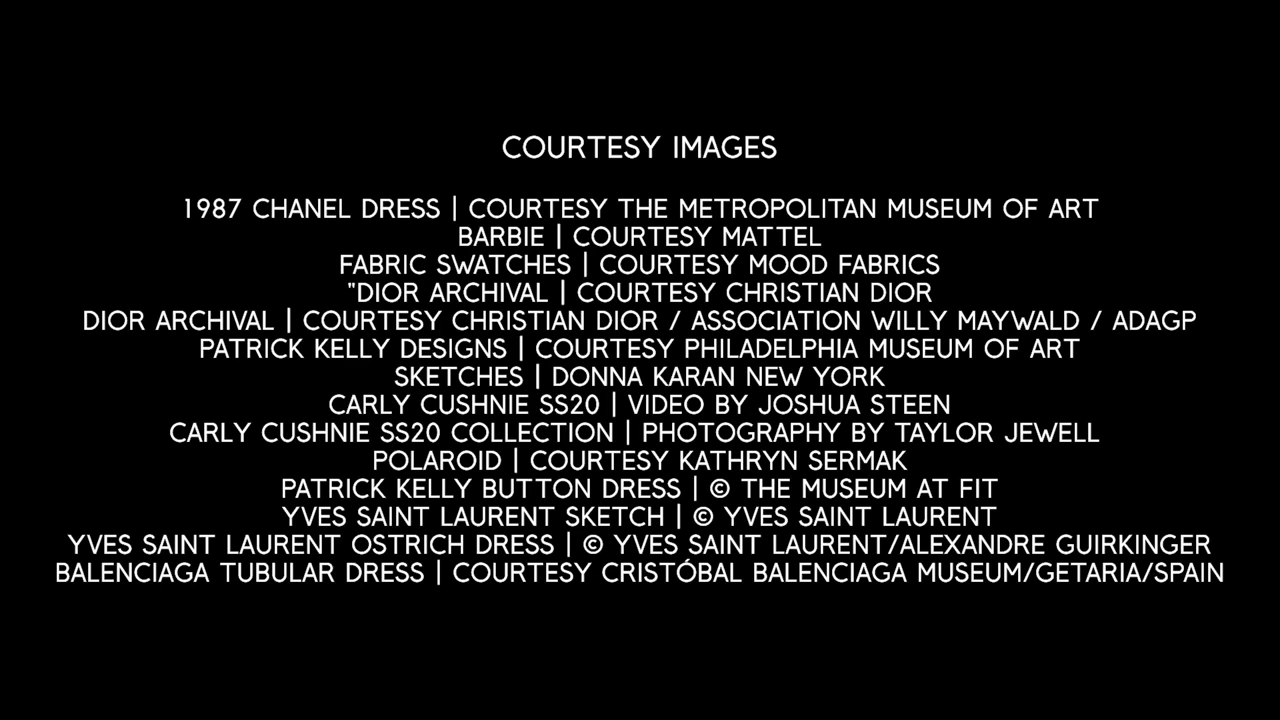 COURTESY IMAGES
1987 CHANEL DRESS | COURTESY THE METROPOLITAN MUSEUM OF ART
BARBIE | COURTESY MATTEL
FABRIC SWATCHES | COURTESY MOOD FABRICS
"DIOR ARCHIVAL | COURTESY CHRISTIAN DIOR
DIOR ARCHIVAL | COURTESY CHRISTIAN DIOR / ASSOCIATION WILLY MAYWALD / ADAGP
PATRICK KELLY DESIGNS | COURTESY PHILADELPHIA MUSEUM OF ART
SKETCHES | DONNA KARAN NEW YORK
CARLY CUSHNIE SS20 | VIDEO BY JOSHUA STEEN
CARLY CUSHNIE SS20 COLLECTION | PHOTOGRAPHY BY TAYLOR JEWELL
POLAROID | COURTESY KATHRYN SERMAK
PATRICK KELLY BUTTON DRESS | © THE MUSEUM AT FIT
YVES SAINT LAURENT SKETCH | © YVES SAINT LAURENT
YVES SAINT LAURENT OSTRICH DRESS | © YVES SAINT LAURENT/ALEXANDRE GUIRKINGER
BALENCIAGA TUBULAR DRESS | COURTESY CRISTÓBAL BALENCIAGA MUSEUM/GETARIA/SPAIN